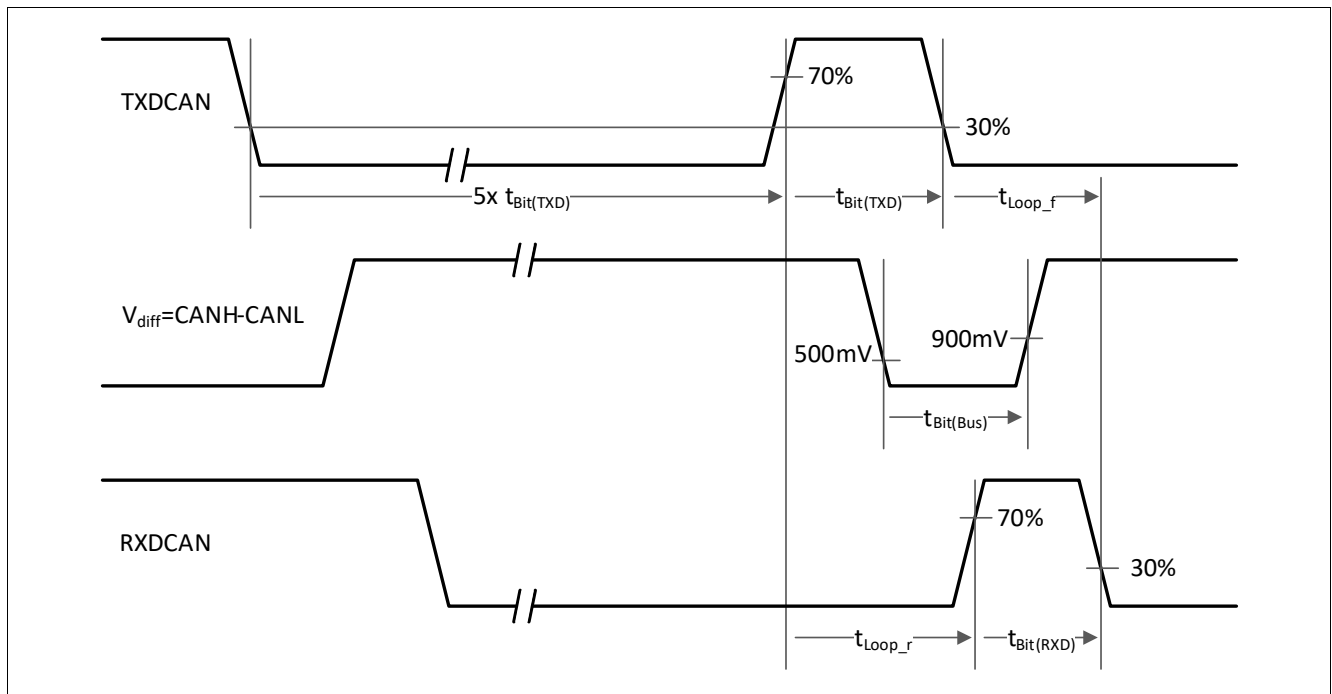 70%
TXDCAN
30%
5x tBit(TXD)
tBit(TXD)
tLoop_f
Vdiff=CANH-CANL
900mV
500mV
tBit(Bus)
70%
RXDCAN
30%
tLoop_r
tBit(RXD)